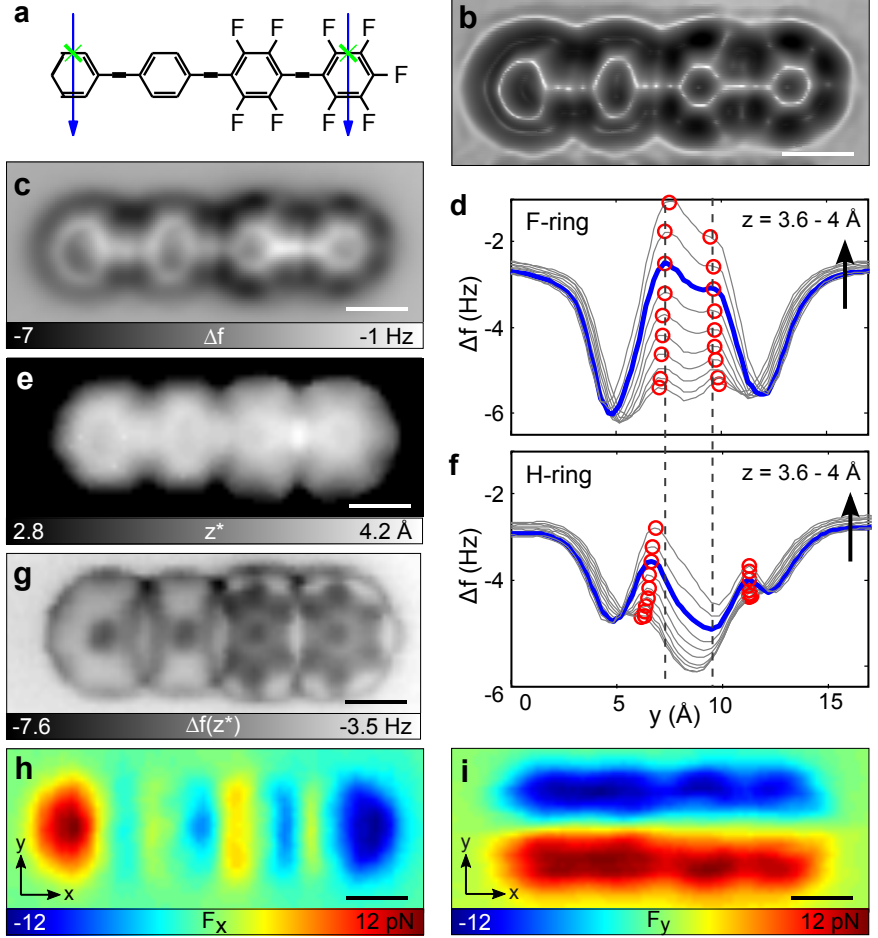 a
F F F F
F
F F F F
b
c
-7 Δf -1 Hz
d
F-ring
z = 3.6 - 4 Å
-2
-4
-6
Δf (Hz)
e
2.8 z* 4.2 Å
f
H-ring
z = 3.6 - 4 Å
-2
-4
-6
Δf (Hz)
0 5 10 15
y (Å)
g
-7.6 Δf(z*) -3.5 Hz
h
y
x
-12 Fx 12 pN
i
y
x
-12 Fy 12 pN